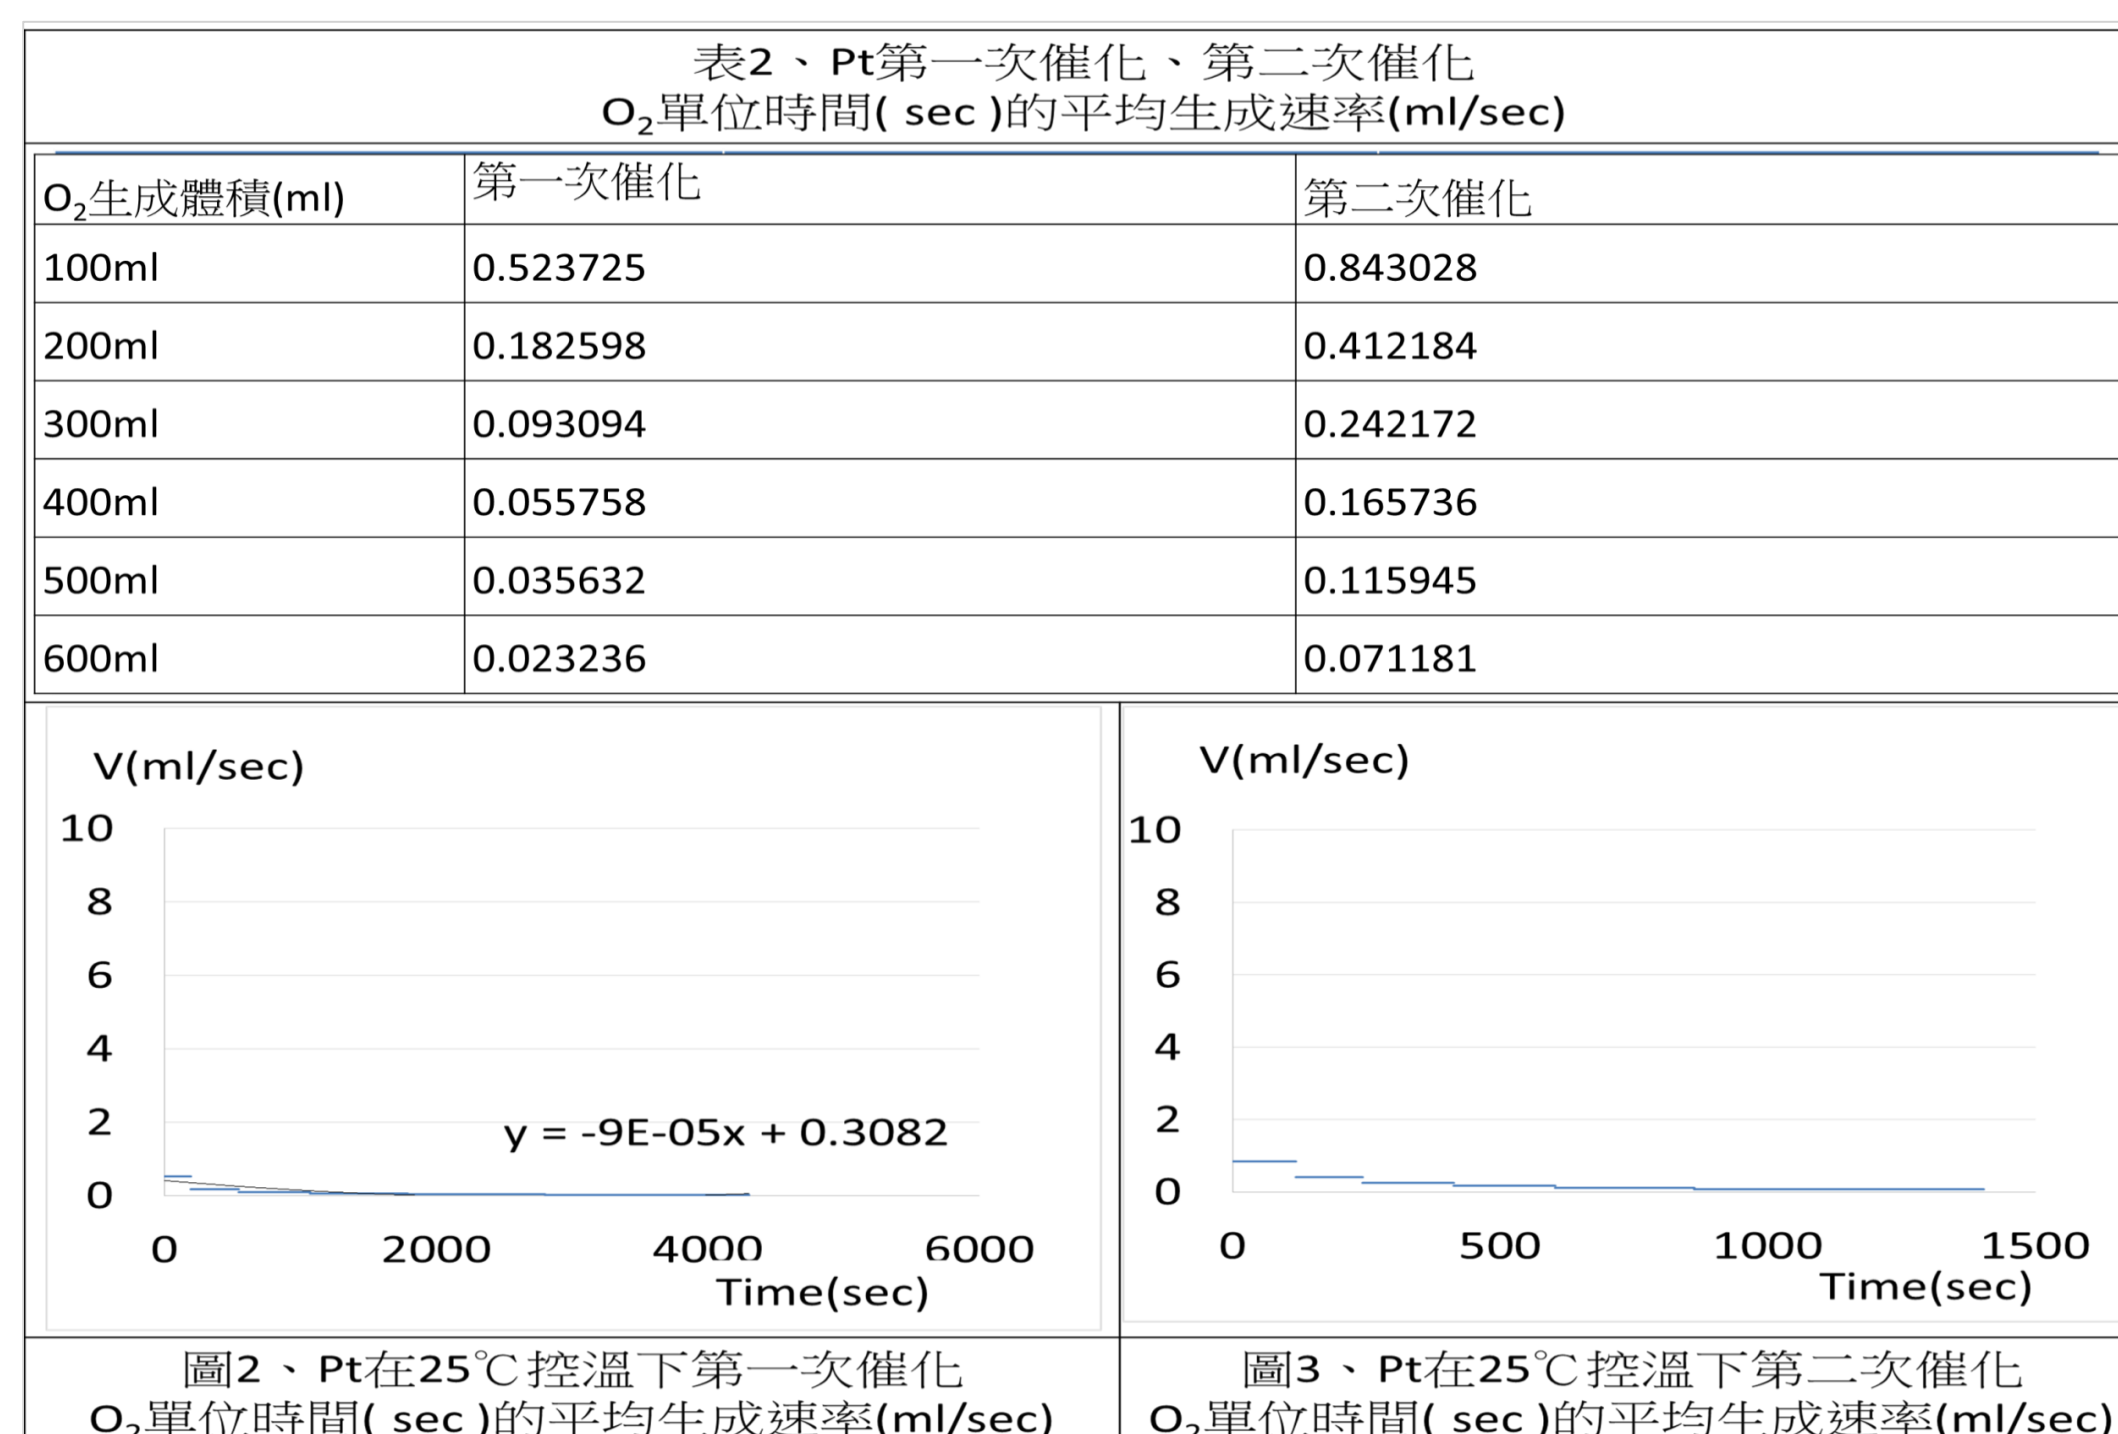 表2、Pt第一次催化、第二次催化
O₂單位時間( sec )的平均生成速率(ml/sec)
O₂生成體積(ml) 第一次催化 第二次催化
100ml 0.523725 0.843028
200ml 0.182598 0.412184
300ml 0.093094 0.242172
400ml 0.055758 0.165736
500ml 0.035632 0.115945
600ml 0.023236 0.071181
V(ml/sec)
10
8
6
4
2
0
y = -9E-05x + 0.3082
0 2000 4000 6000
Time(sec)
圖2、Pt在25℃控溫下第一次催化
O₂單位時間( sec )的平均生成速率(ml/sec)
V(ml/sec)
10
8
6
4
2
0
0 500 1000 1500
Time(sec)
圖3、Pt在25℃控溫下第二次催化
O₂單位時間( sec )的平均生成速率(ml/sec)